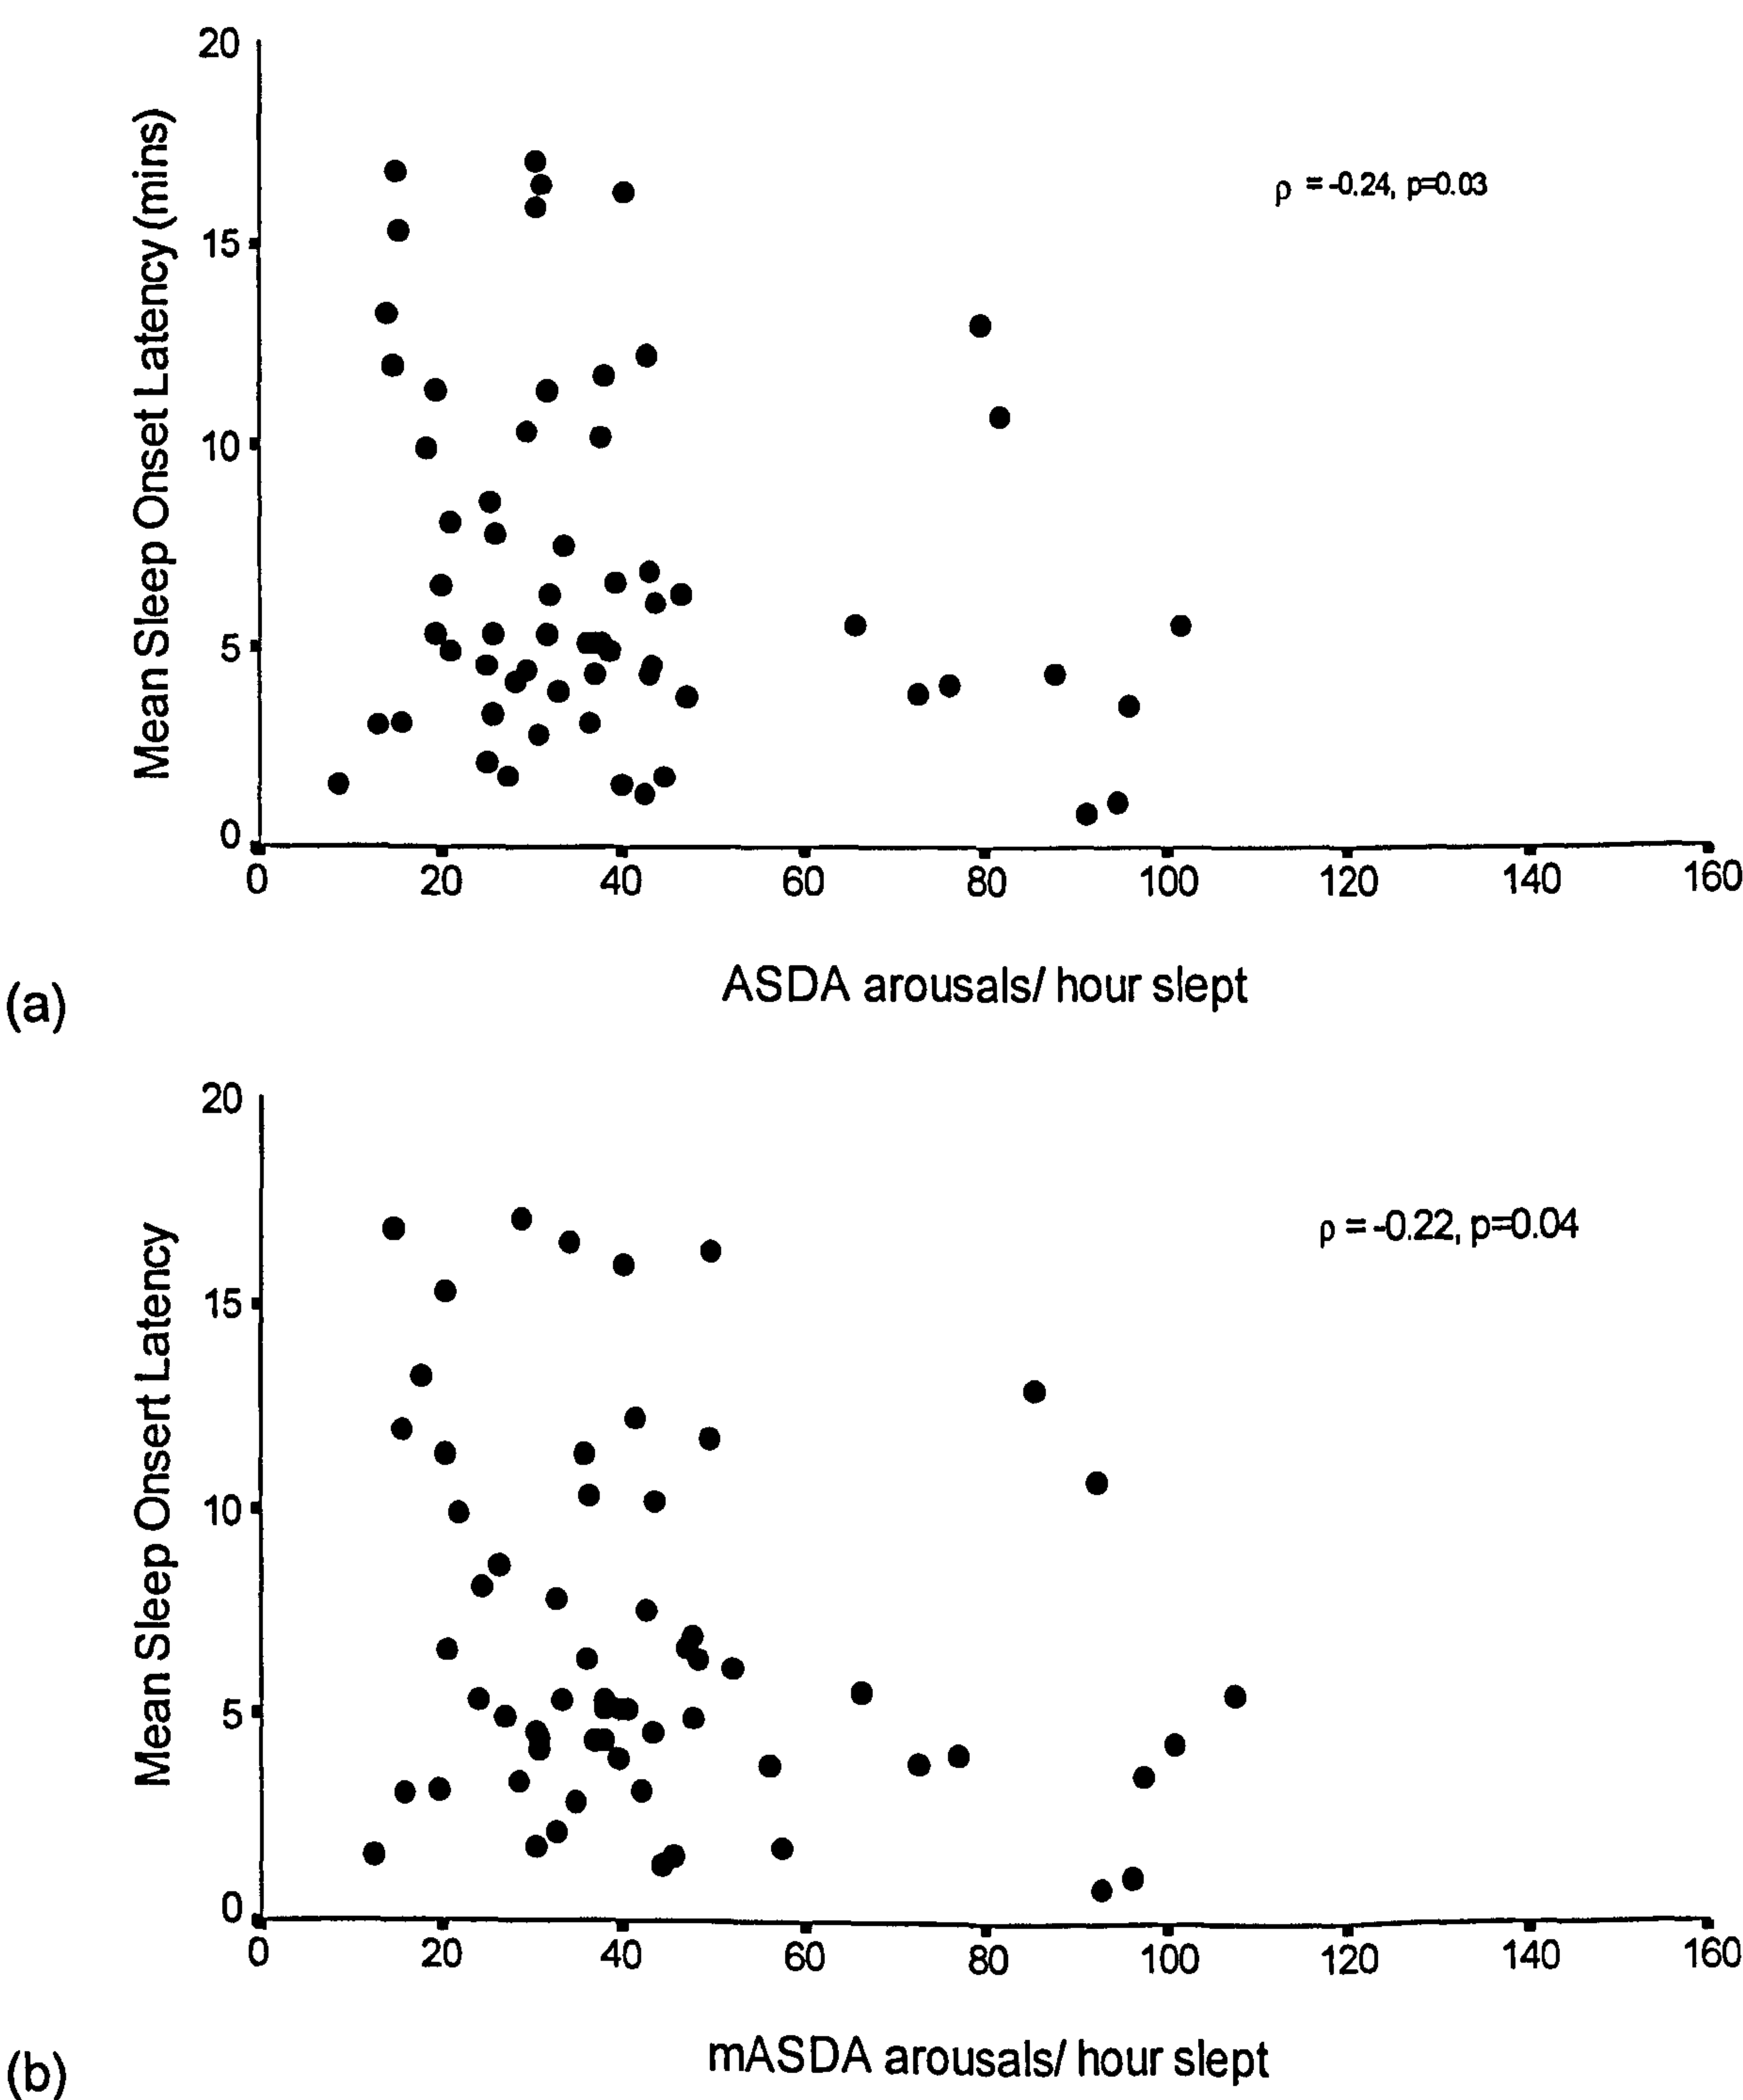 20
15
10
5
0
Mean Sleep Onset Latency (mins)
ρ = -0.24, p=0.03
0 20 40 60 80 100 120 140 160
ASDA arousals/ hour slept
(a)
20
15
10
5
0
Mean Sleep Onsert Latency
ρ = -0.22, p=0.04
0 20 40 60 80 100 120 140 160
mASDA arousals/ hour slept
(b)